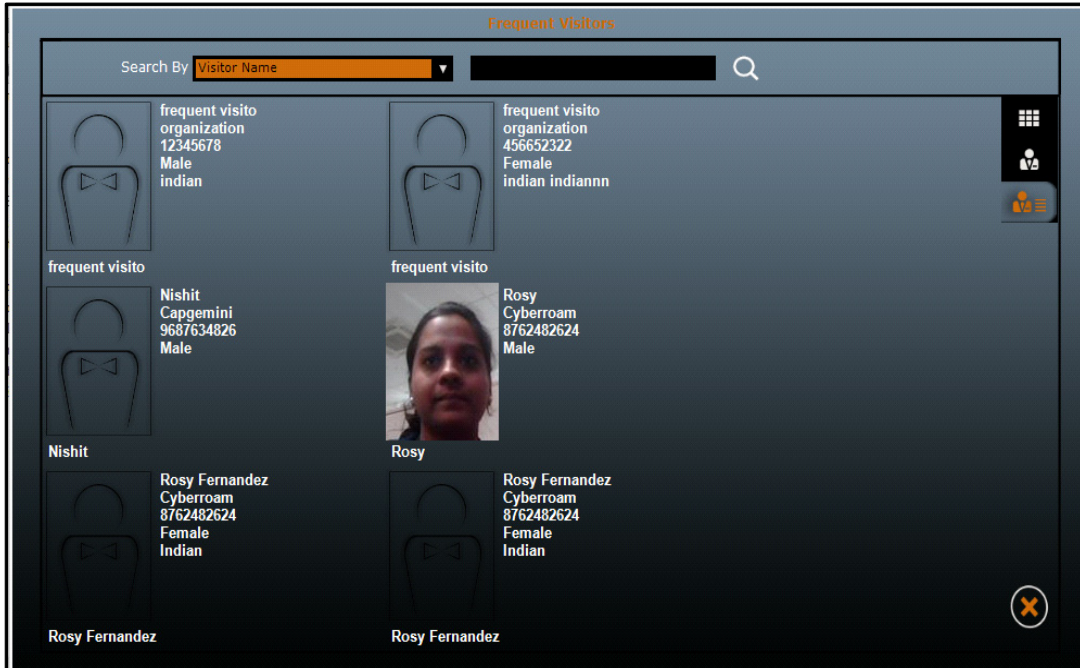 Frequent Visitors
Search By Visitor Name
frequent visito
organization
12345678
Male
indian
frequent visito
frequent visito
organization
456652322
Female
indian indiannn
frequent visito
Nishit
Capgemini
9687634826
Male
Nishit
Rosy
Cyberroam
8762482624
Male
Rosy
Rosy Fernandez
Cyberroam
8762482624
Female
Indian
Rosy Fernandez
Rosy Fernandez
Cyberroam
8762482624
Female
Indian
Rosy Fernandez